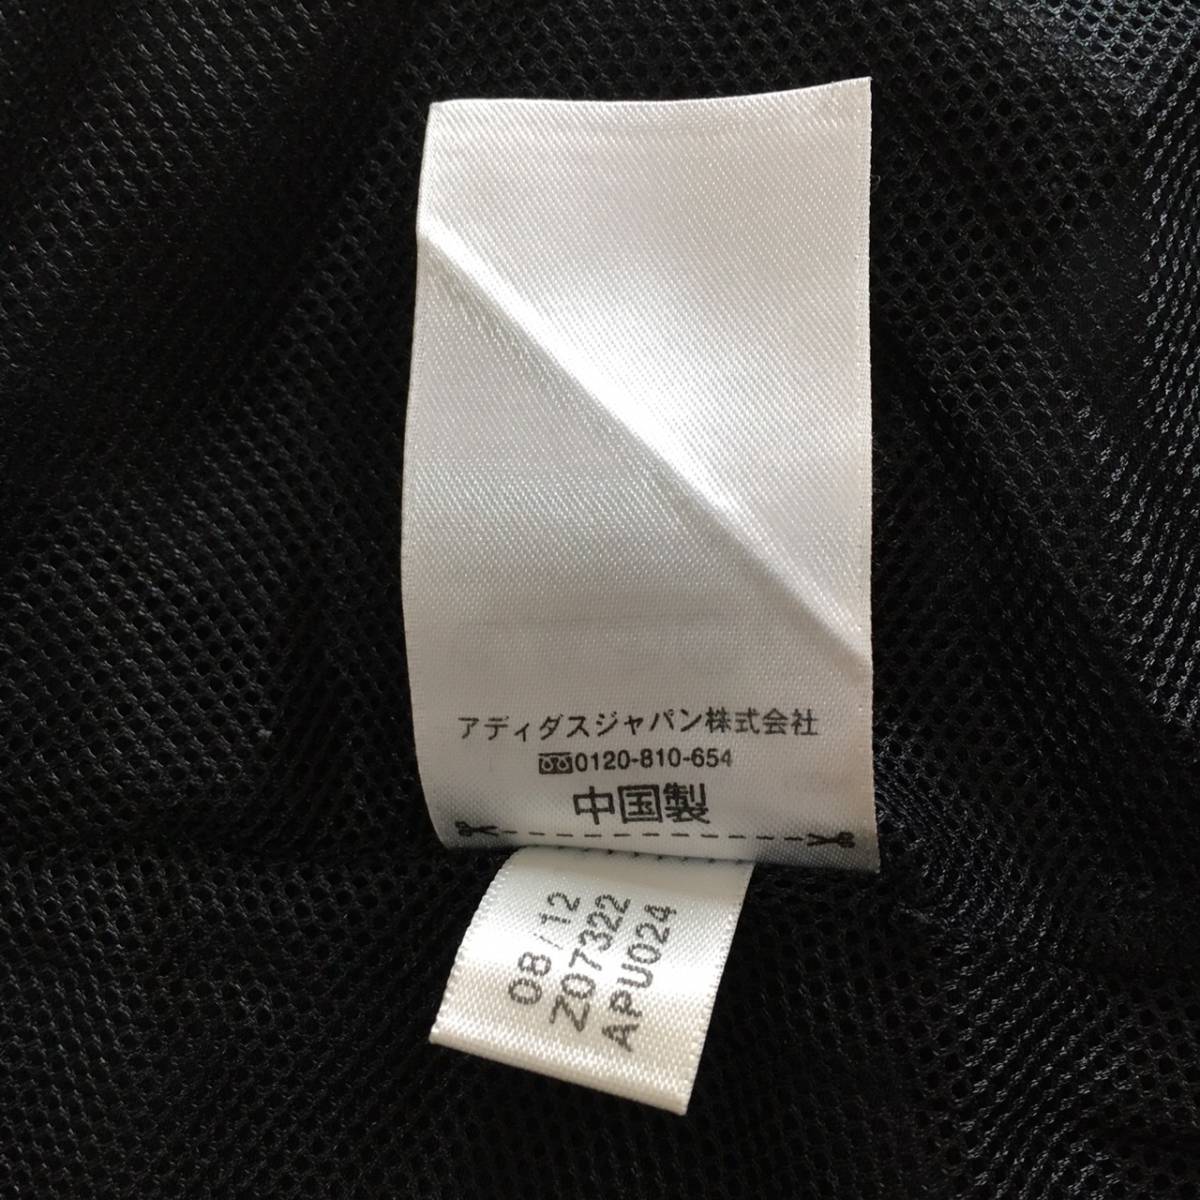 アディダスジャパン株式会社
0120-810-654
中国製
08/12
Z07322
APU024